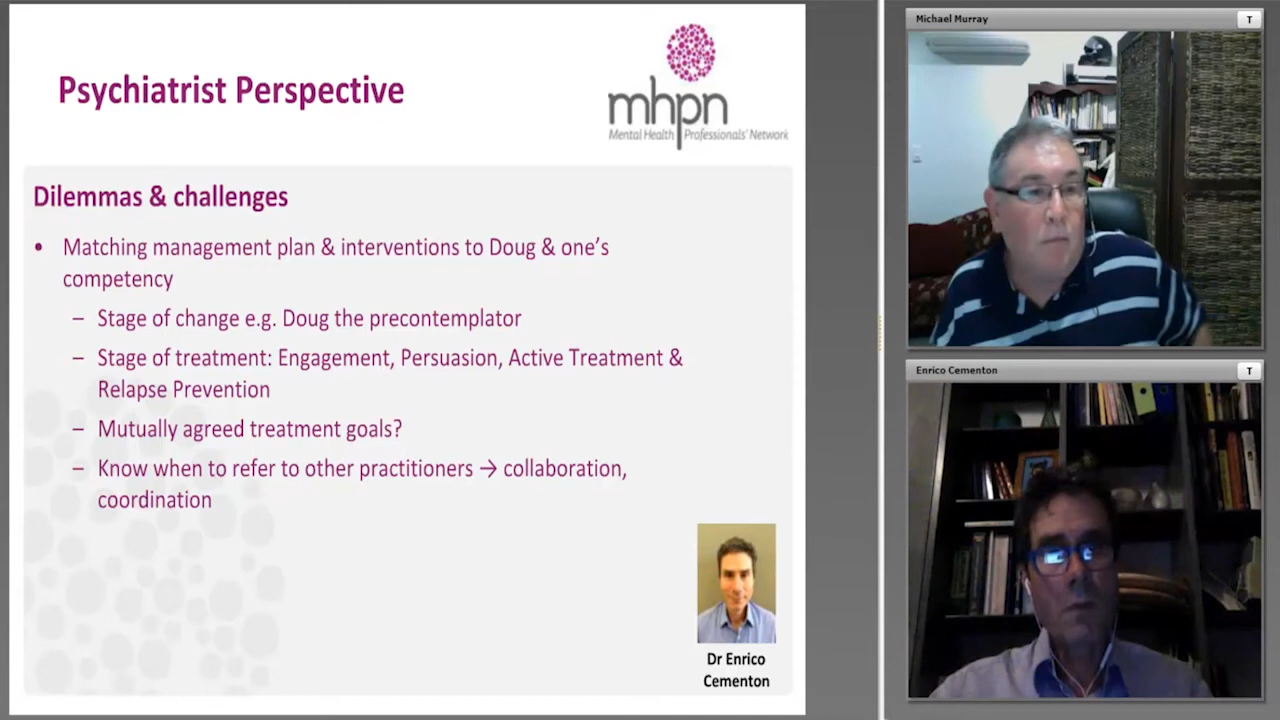 Psychiatrist Perspective
mhpn
Mental Health Professionals' Network
Dilemmas & challenges
• Matching management plan & interventions to Doug & one's
competency
– Stage of change e.g. Doug the precontemplator
– Stage of treatment: Engagement, Persuasion, Active Treatment &
Relapse Prevention
– Mutually agreed treatment goals?
– Know when to refer to other practitioners → collaboration,
coordination
Dr Enrico
Cementon
Michael Murray
T
Enrico Cementon
T